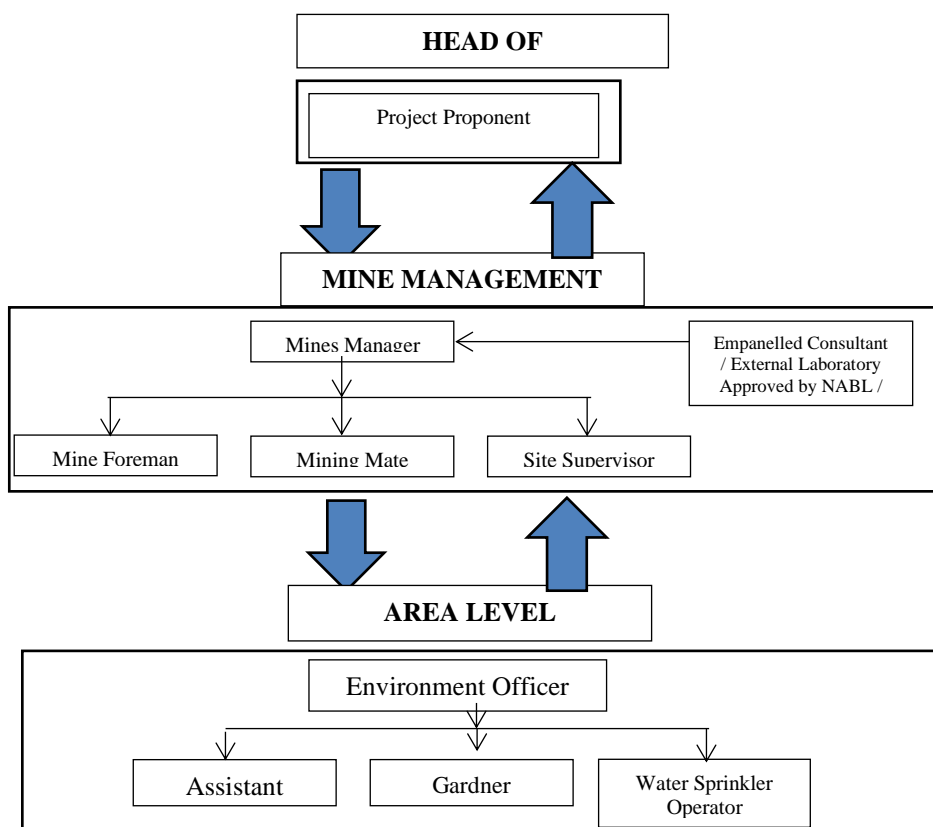 HEAD OF
Project Proponent
MINE MANAGEMENT
Mines Manager
Empanelled Consultant
/ External Laboratory
Approved by NABL /
Mine Foreman
Mining Mate
Site Supervisor
AREA LEVEL
Environment Officer
Assistant
Gardner
Water Sprinkler
Operator